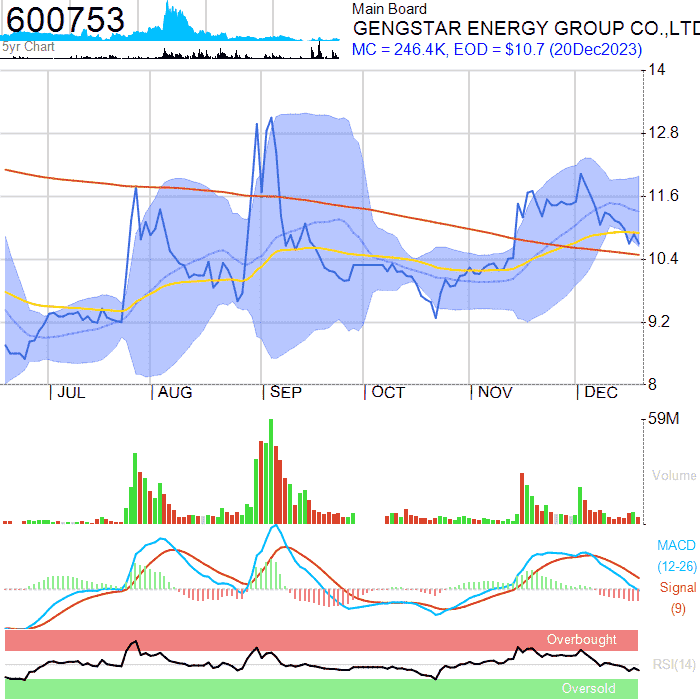 600753
5yr Chart
Main Board
GENGSTAR ENERGY GROUP CO.,LTD
MC = 246.4K, EOD = $10.7 (20Dec2023)
14
12.8
11.6
10.4
9.2
8
JUL
AUG
SEP
OCT
NOV
DEC
59M
Volume
MACD
(12-26)
Signal
(9)
Overbought
RSI(14)
Oversold